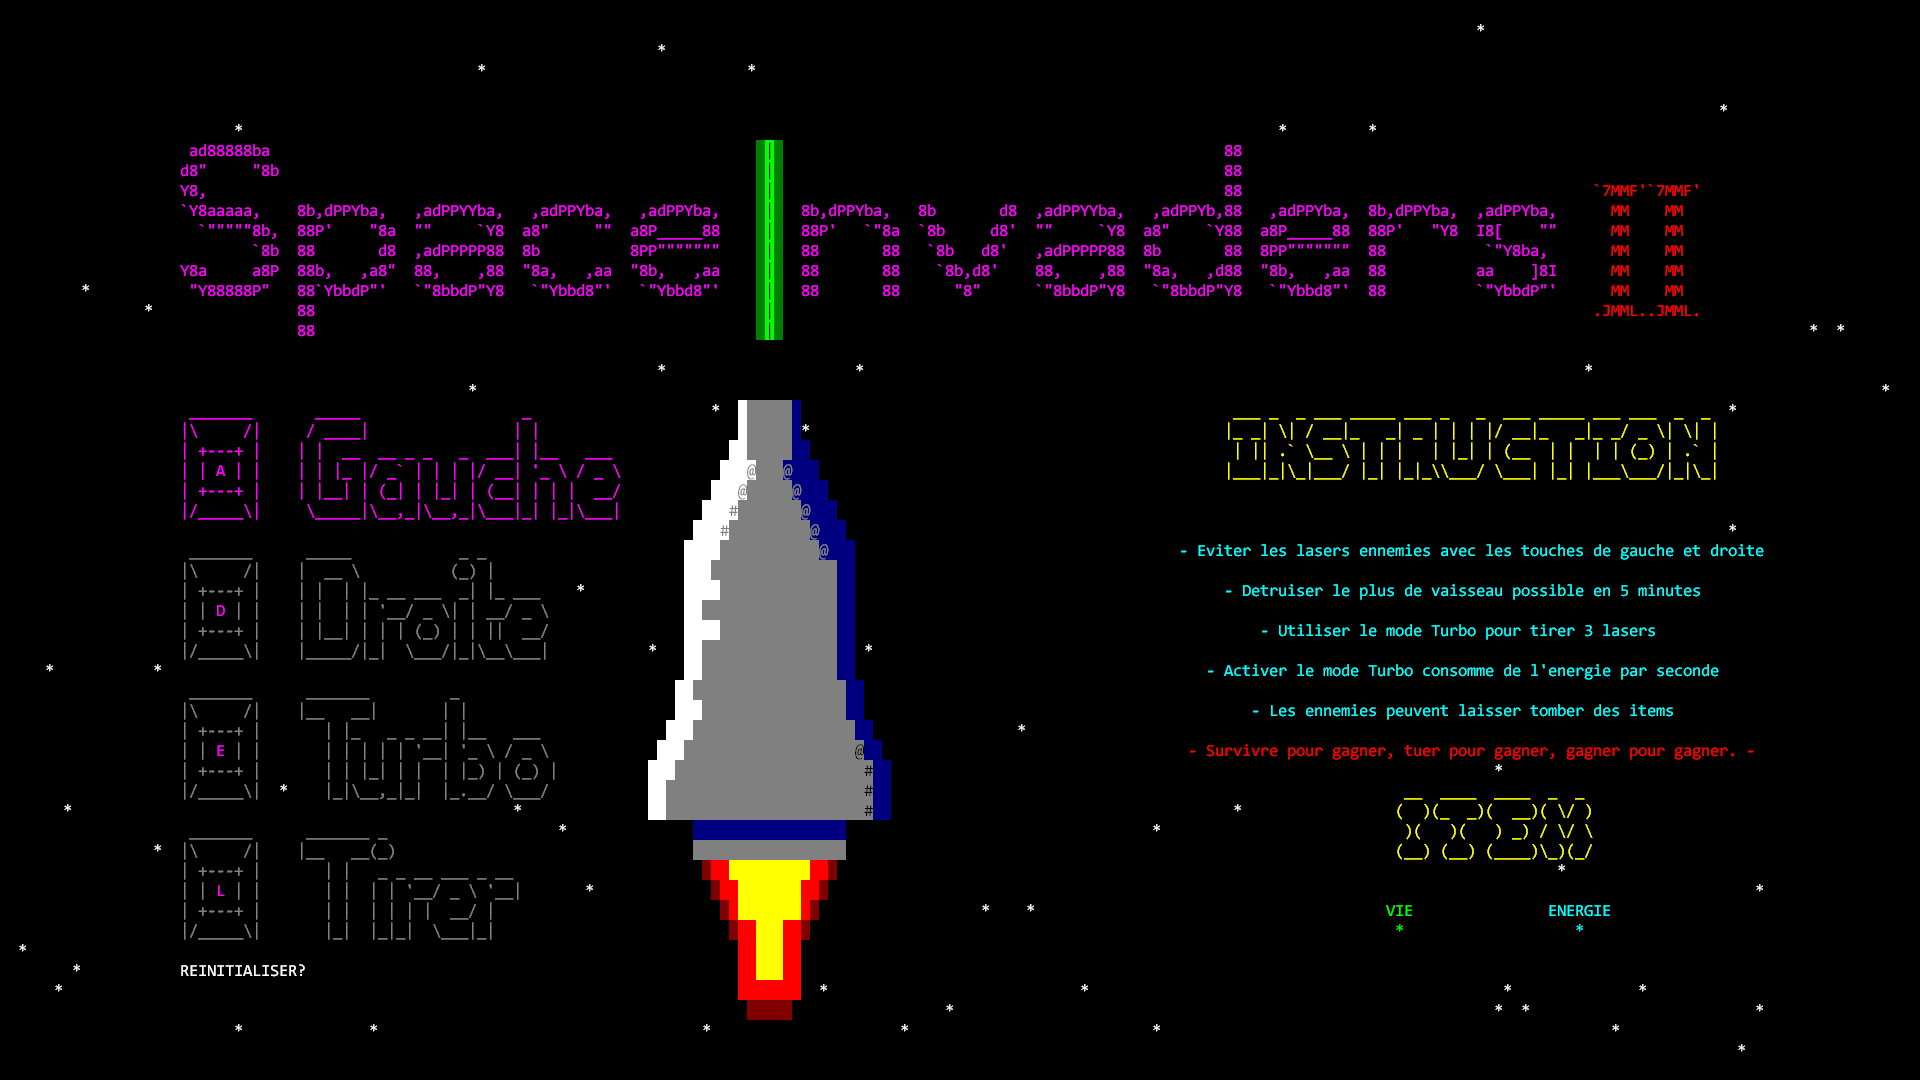 Space Invaders II
INSTRUCTION
A Gauche
D Droite
E Turbo
L Tirer
REINITIALISER?
- Eviter les lasers ennemies avec les touches de gauche et droite
- Detruiser le plus de vaisseau possible en 5 minutes
- Utiliser le mode Turbo pour tirer 3 lasers
- Activer le mode Turbo consomme de l'energie par seconde
- Les ennemies peuvent laisser tomber des items
- Survivre pour gagner, tuer pour gagner, gagner pour gagner. -
ITEM
VIE ENERGIE